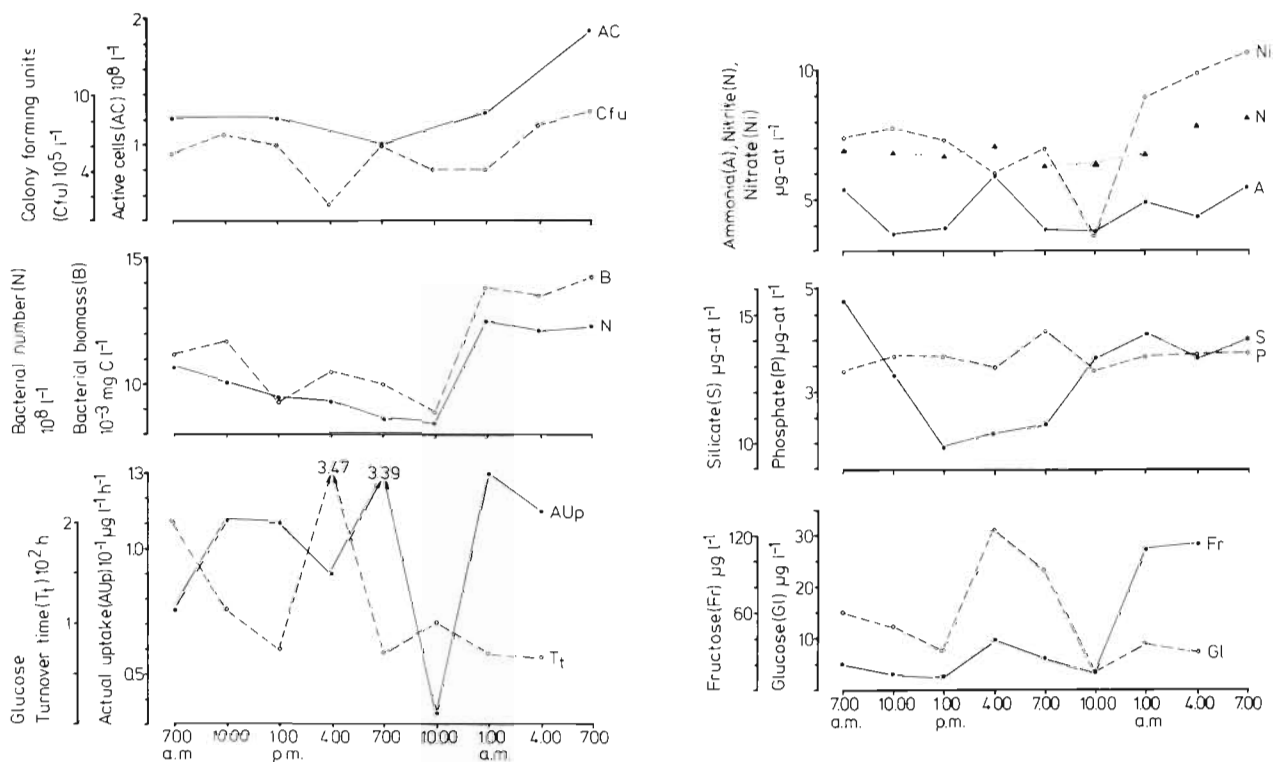 Colony forming units
(Cfu) 10⁵ l⁻¹
10
4
Active cells (AC) 10⁸ l⁻¹
2
1
AC
Cfu
Bacterial number (N)
10⁸ l⁻¹
Bacterial biomass (B)
10⁻³ mg C l⁻¹
15
10
B
N
Glucose
Turnover time (Tt) 10² h
2
1
Actual uptake (AUp) 10⁻¹ µg l⁻¹ h⁻¹
13
1.0
0.5
3.47
3.39
AUp
Tt
7.00 10.00 1.00 4.00 7.00 10.00 1.00 4.00 7.00
a.m p.m. a.m.
Ammonia (A), Nitrite (N),
Nitrate (Ni)
µg-at l⁻¹
10
5
Ni
N
A
Silicate (S) µg-at l⁻¹
15
10
Phosphate (P) µg-at l⁻¹
5
3
S
P
Fructose (Fr) µg l⁻¹
120
60
Glucose (Gl) µg l⁻¹
30
20
10
Fr
Gl
7.00 10.00 1.00 4.00 7.00 10.00 1.00 4.00 7.00
a.m. p.m. a.m